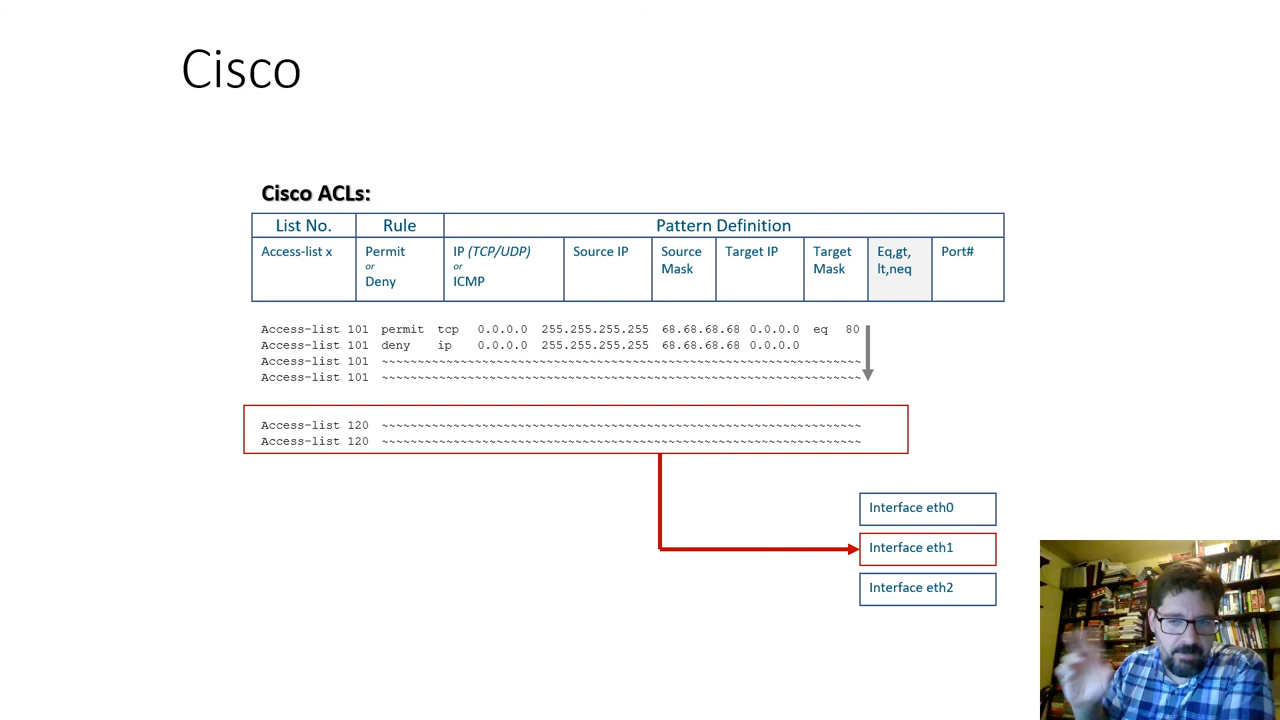 Cisco
Cisco ACLs:
List No. Rule Pattern Definition
Access-list x Permit or Deny IP (TCP/UDP) or ICMP Source IP Source Mask Target IP Target Mask Eq,gt, lt,neq Port#
Access-list 101 permit tcp 0.0.0.0 255.255.255.255 68.68.68.68 0.0.0.0 eq 80
Access-list 101 deny ip 0.0.0.0 255.255.255.255 68.68.68.68 0.0.0.0
Access-list 101 ~~~~~~~~~~~~~~~~~~~~~~~~~~~~~~~~~~~~~~~~~~~~~~~~~~~~~~~~~~~~
Access-list 101 ~~~~~~~~~~~~~~~~~~~~~~~~~~~~~~~~~~~~~~~~~~~~~~~~~~~~~~~~~~~~
Access-list 120 ~~~~~~~~~~~~~~~~~~~~~~~~~~~~~~~~~~~~~~~~~~~~~~~~~~~~~~~~~~~~
Access-list 120 ~~~~~~~~~~~~~~~~~~~~~~~~~~~~~~~~~~~~~~~~~~~~~~~~~~~~~~~~~~~~
Interface eth0
Interface eth1
Interface eth2